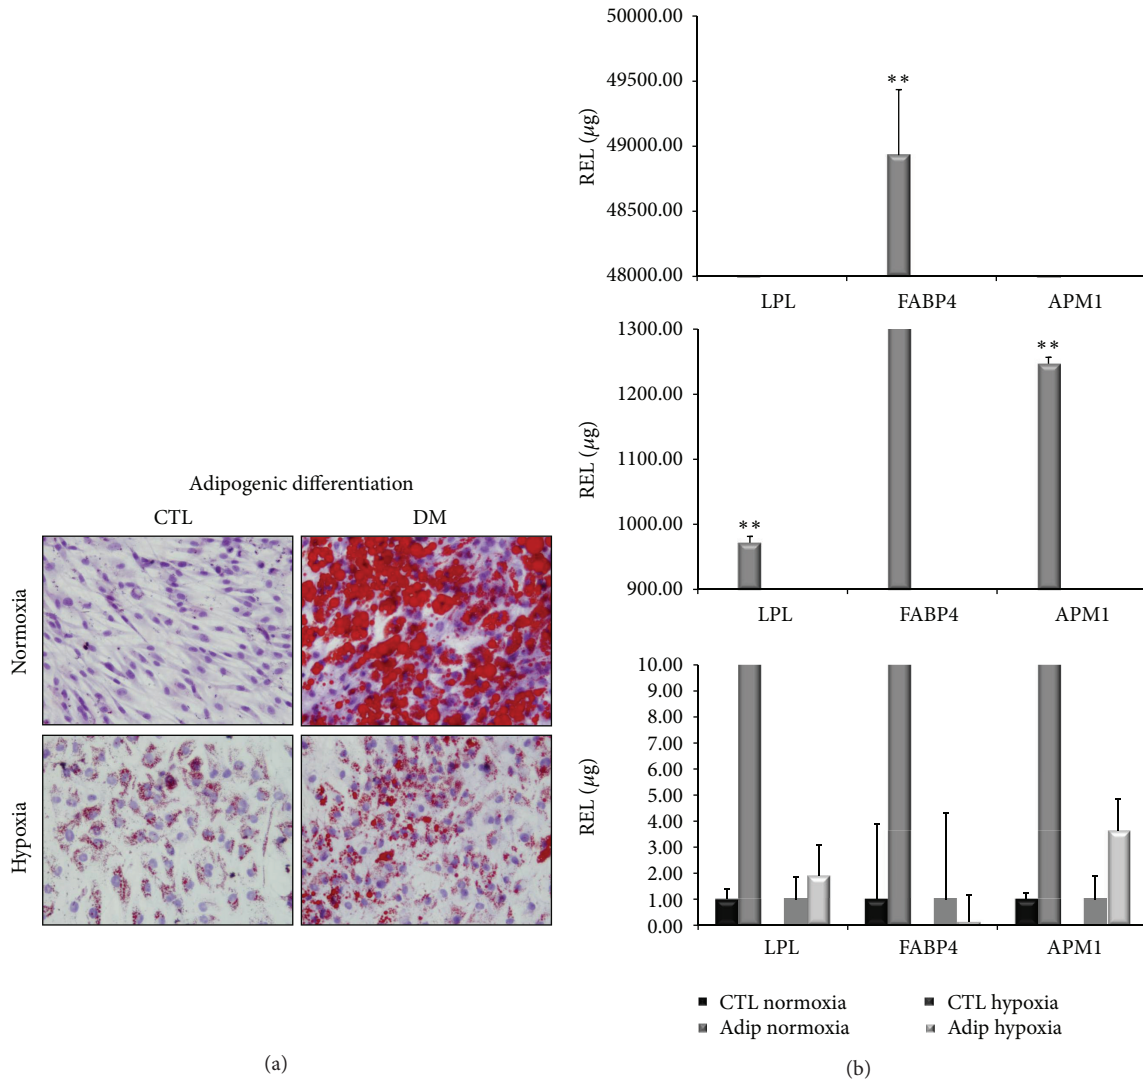 Adipogenic differentiation
CTL
DM
Normoxia
Hypoxia
(a)
50000.00
49500.00
49000.00
48500.00
48000.00
REL (µg)
**
LPL
FABP4
APM1
1300.00
1200.00
1100.00
1000.00
900.00
REL (µg)
**
**
LPL
FABP4
APM1
10.00
9.00
8.00
7.00
6.00
5.00
4.00
3.00
2.00
1.00
0.00
REL (µg)
LPL
FABP4
APM1
CTL normoxia
Adip normoxia
CTL hypoxia
Adip hypoxia
(b)